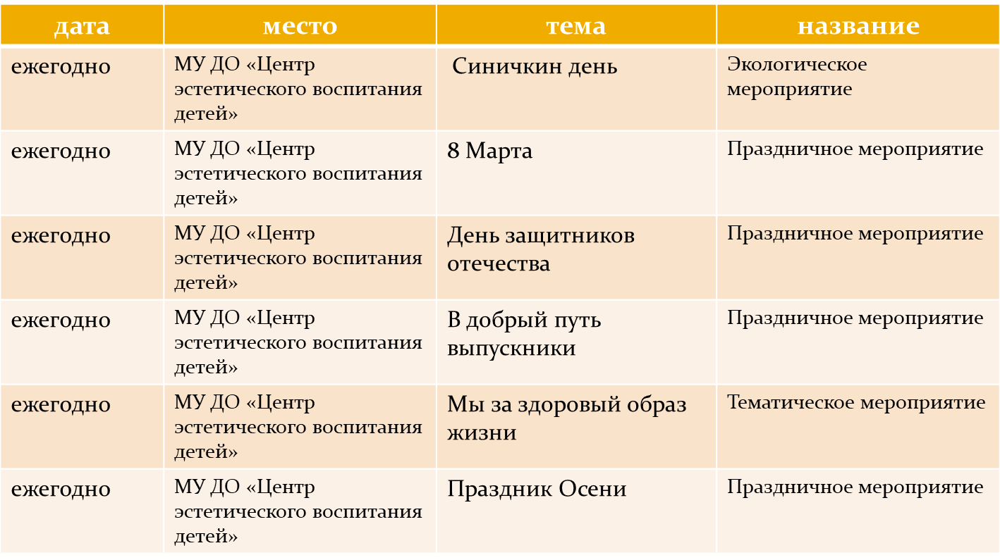 дата место тема название
ежегодно МУ ДО «Центр эстетического воспитания детей» Синичкин день Экологическое мероприятие
ежегодно МУ ДО «Центр эстетического воспитания детей» 8 Марта Праздничное мероприятие
ежегодно МУ ДО «Центр эстетического воспитания детей» День защитников отечества Праздничное мероприятие
ежегодно МУ ДО «Центр эстетического воспитания детей» В добрый путь выпускники Праздничное мероприятие
ежегодно МУ ДО «Центр эстетического воспитания детей» Мы за здоровый образ жизни Тематическое мероприятие
ежегодно МУ ДО «Центр эстетического воспитания детей» Праздник Осени Праздничное мероприятие